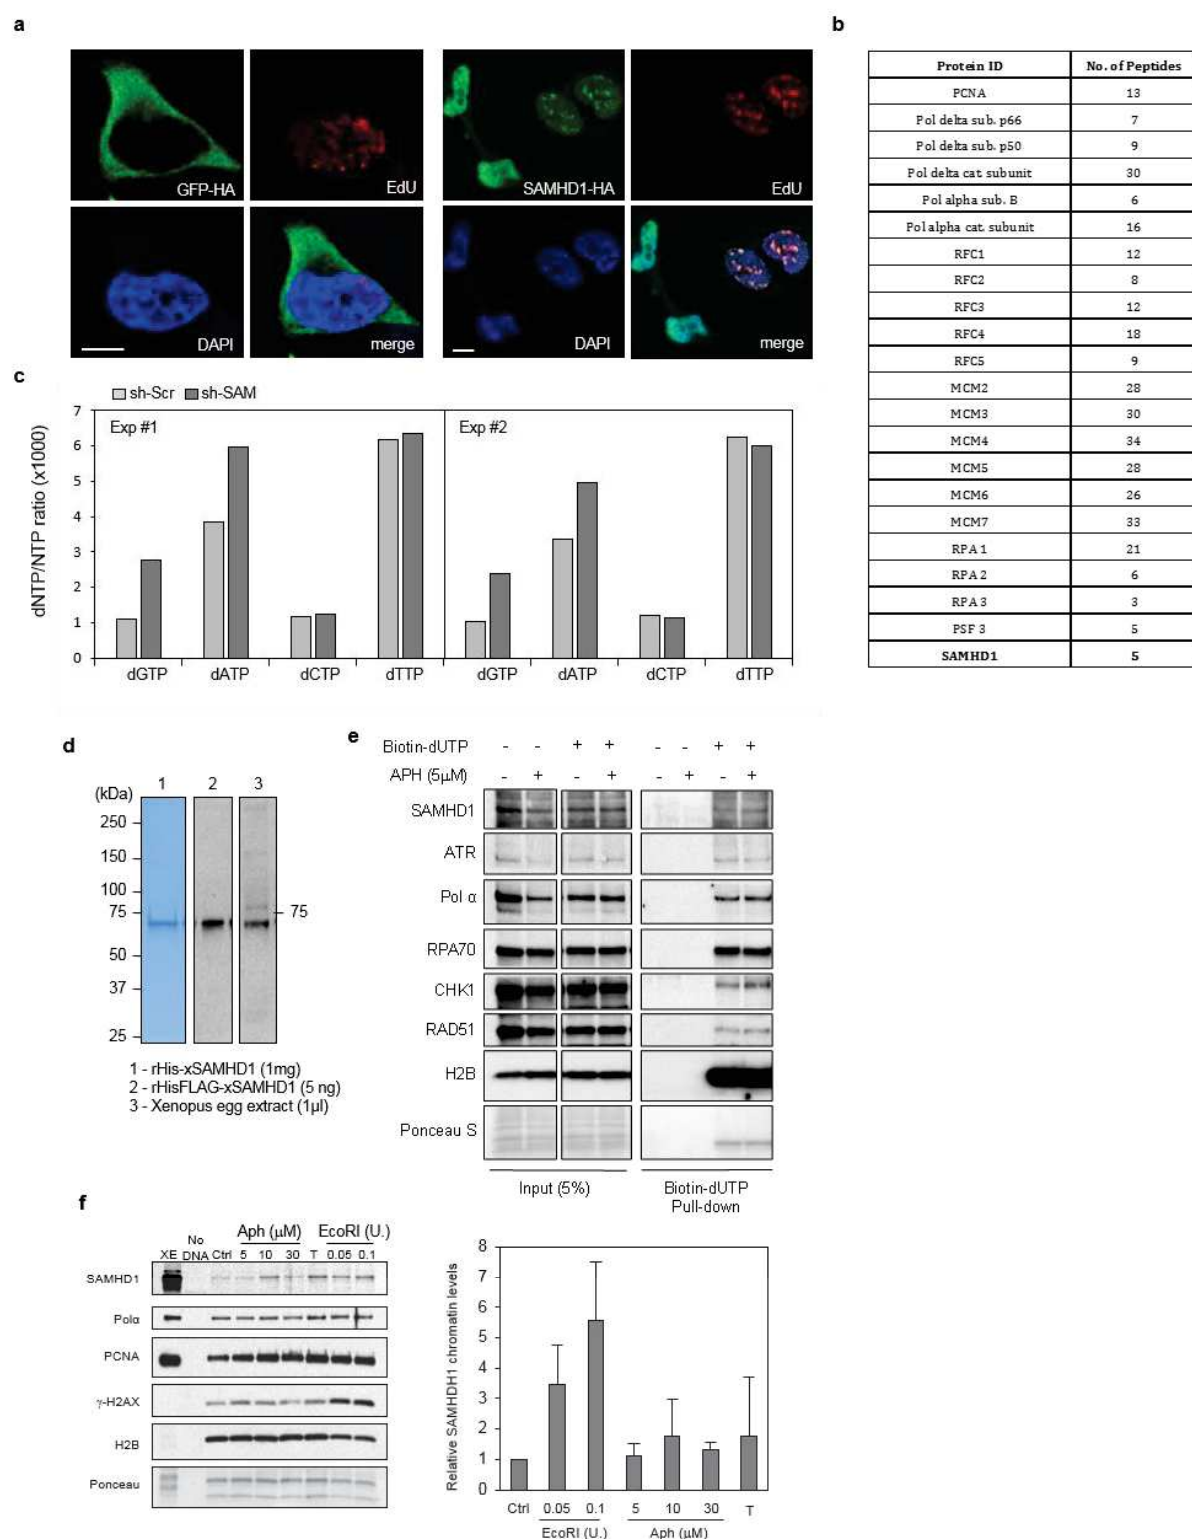 a
GFP-HA
EdU
SAMHD1-HA
EdU
DAPI
merge
DAPI
merge
b
Protein ID No. of Peptides
PCNA 13
Pol delta sub. p66 7
Pol delta sub. p50 9
Pol delta cat. subunit 30
Pol alpha sub. B 6
Pol alpha cat. subunit 16
RFC1 12
RFC2 8
RFC3 12
RFC4 18
RFC5 9
MCM2 28
MCM3 30
MCM4 34
MCM5 28
MCM6 26
MCM7 33
RPA 1 21
RPA 2 6
RPA 3 3
PSF 3 5
SAMHD1 5
c
sh-Scr sh-SAM
Exp #1 Exp #2
dNTP/NTP ratio (x1000)
7
6
5
4
3
2
1
0
dGTP dATP dCTP dTTP dGTP dATP dCTP dTTP
d
1 2 3
(kDa)
250
150
100
75
50
37
25
75
1 - rHis-xSAMHD1 (1mg)
2 - rHisFLAG-xSAMHD1 (5 ng)
3 - Xenopus egg extract (1µl)
e
Biotin-dUTP - - + + - - + +
APH (5µM) - + - + - + - +
SAMHD1
ATR
Pol α
RPA70
CHK1
RAD51
H2B
Ponceau S
Input (5%)
Biotin-dUTP
Pull-down
f
Aph (µM) EcoRI (U.)
XE No DNA Ctrl 5 10 30 T 0.05 0.1
SAMHD1
Polα
PCNA
γ-H2AX
H2B
Ponceau
Relative SAMHDH1 chromatin levels
8
7
6
5
4
3
2
1
0
Ctrl 0.05 0.1 5 10 30 T
EcoRI (U.) Aph (µM)